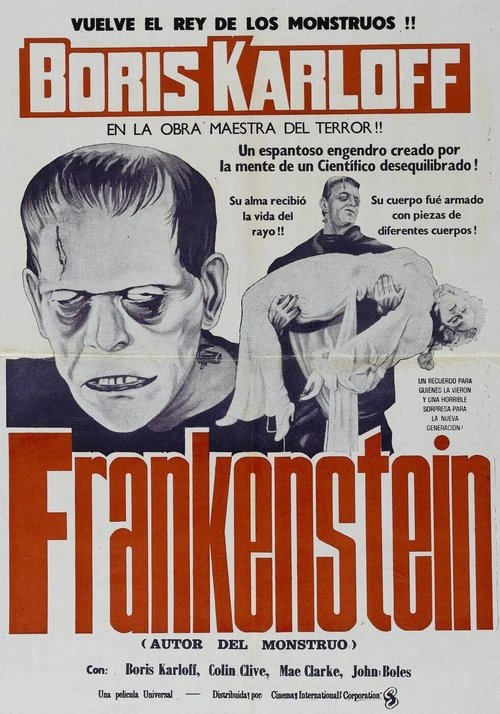 VUELVE EL REY DE LOS MONSTRUOS !!
BORIS KARLOFF
EN LA OBRA MAESTRA DEL TERROR!!
Un espantoso engendro creado por
la mente de un Científico desequilibrado !
Su alma recibió
la vida del
rayo !!
Su cuerpo fué armado
con piezas de
diferentes cuerpos !
UN RECUERDO PARA
QUIENES LA VIERON
Y UNA HORRIBLE
SORPRESA PARA
LA NUEVA
GENERACION !
Frankenstein
(AUTOR DEL MONSTRUO)
Con: Boris Karloff, Colin Clive, Mae Clarke, John Boles
Una película Universal — Distribuída por Cinema International Corporation